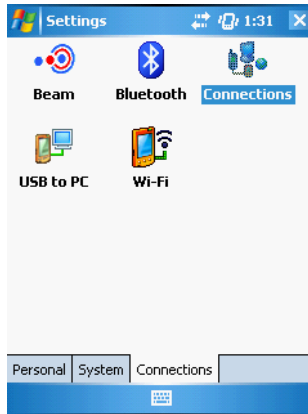 Settings 1:31
Beam Bluetooth Connections
USB to PC Wi-Fi
Personal System Connections